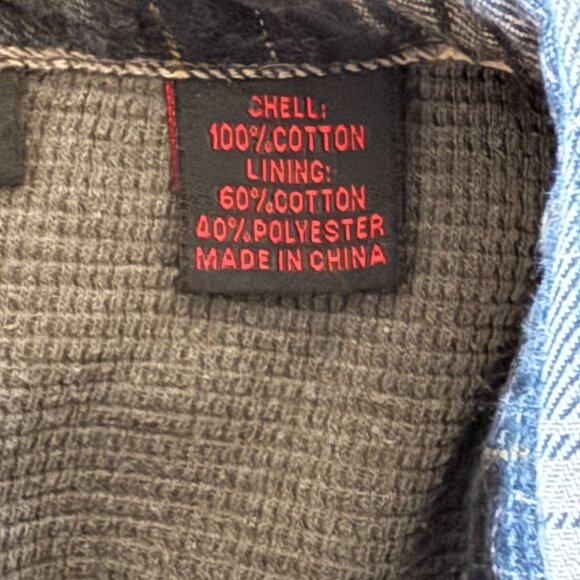 SHELL:
100%COTTON
LINING:
60%COTTON
40%POLYESTER
MADE IN CHINA